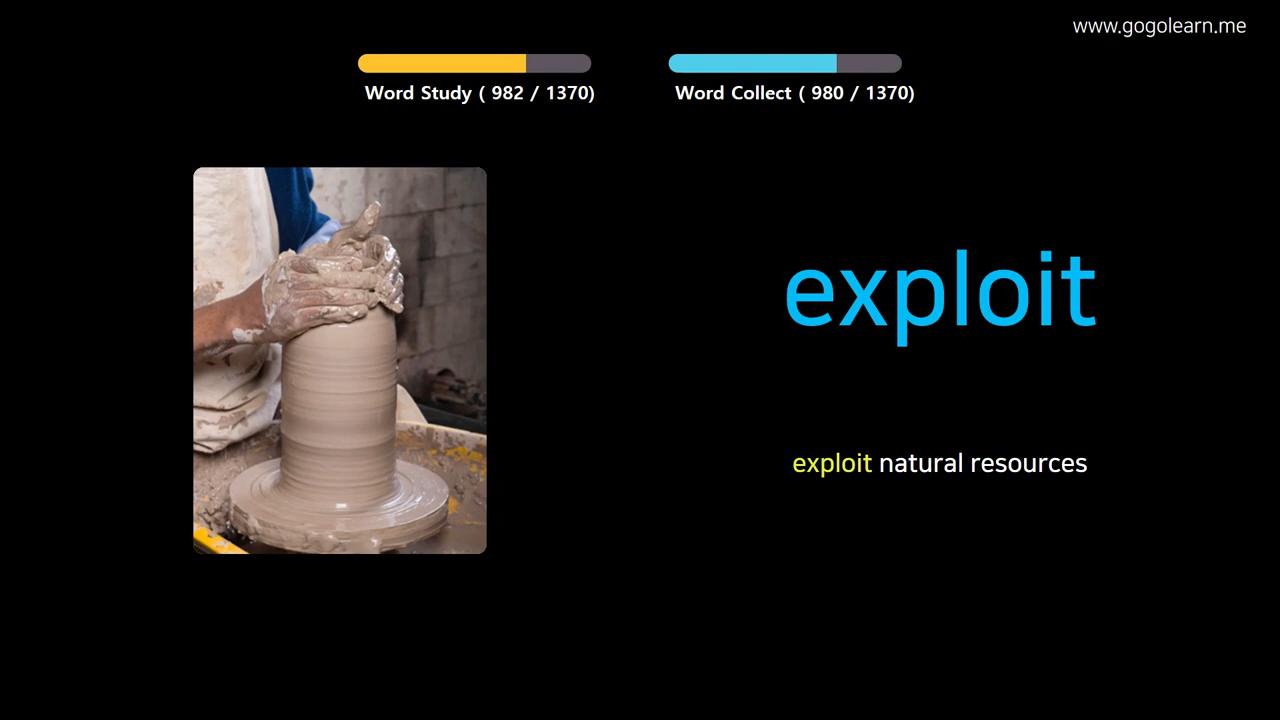 www.gogolearn.me
Word Study ( 982 / 1370)
Word Collect ( 980 / 1370)
exploit
exploit natural resources